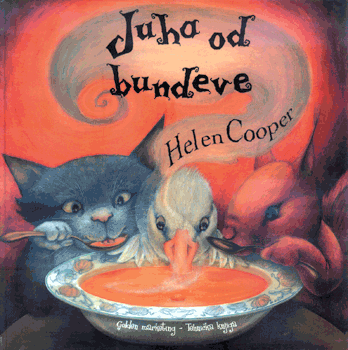 Juha od
bundeve
Helen Cooper
Golden marketing - Tehnička knjiga